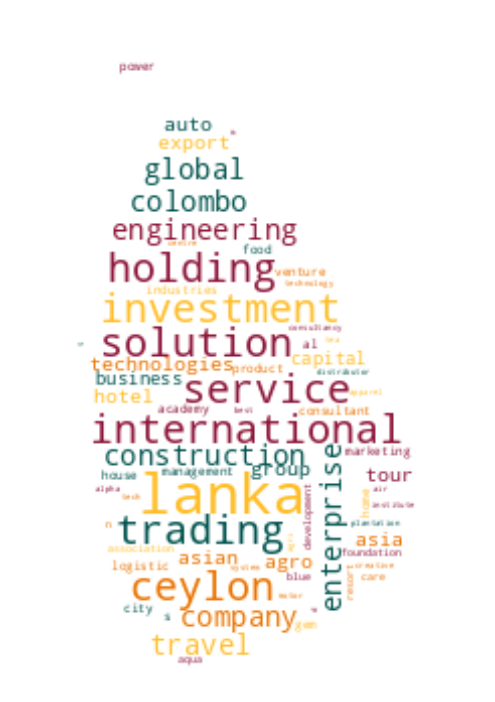 power
auto
export
global
colombo
engineering
centre
food
holding
venture
technology
industries
investment
consultancy
solution
al
tea
technologies
product
capital
distributor
business
service
hotel
apparel
academy
best
consultant
international
construction
marketing
house
management
group
tour
alpha
tech
lanka
enterprise
development
home
air
institute
n
trading
plantation
association
asian
agro
agri
asia
foundation
logistic
system
blue
resort
creative
care
ceylon
motor
city
s
company
gem
travel
aqua